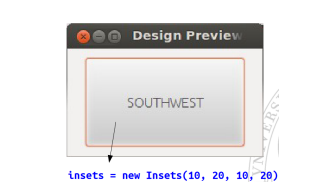 Design Preview
SOUTHWEST
insets = new Insets(10, 20, 10, 20)